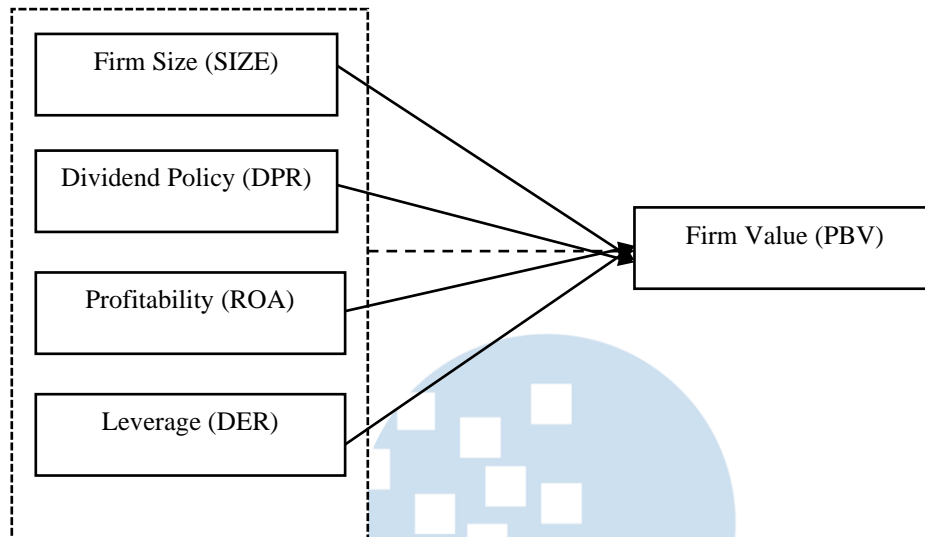 Firm Size (SIZE)
Dividend Policy (DPR)
Firm Value (PBV)
Profitability (ROA)
Leverage (DER)